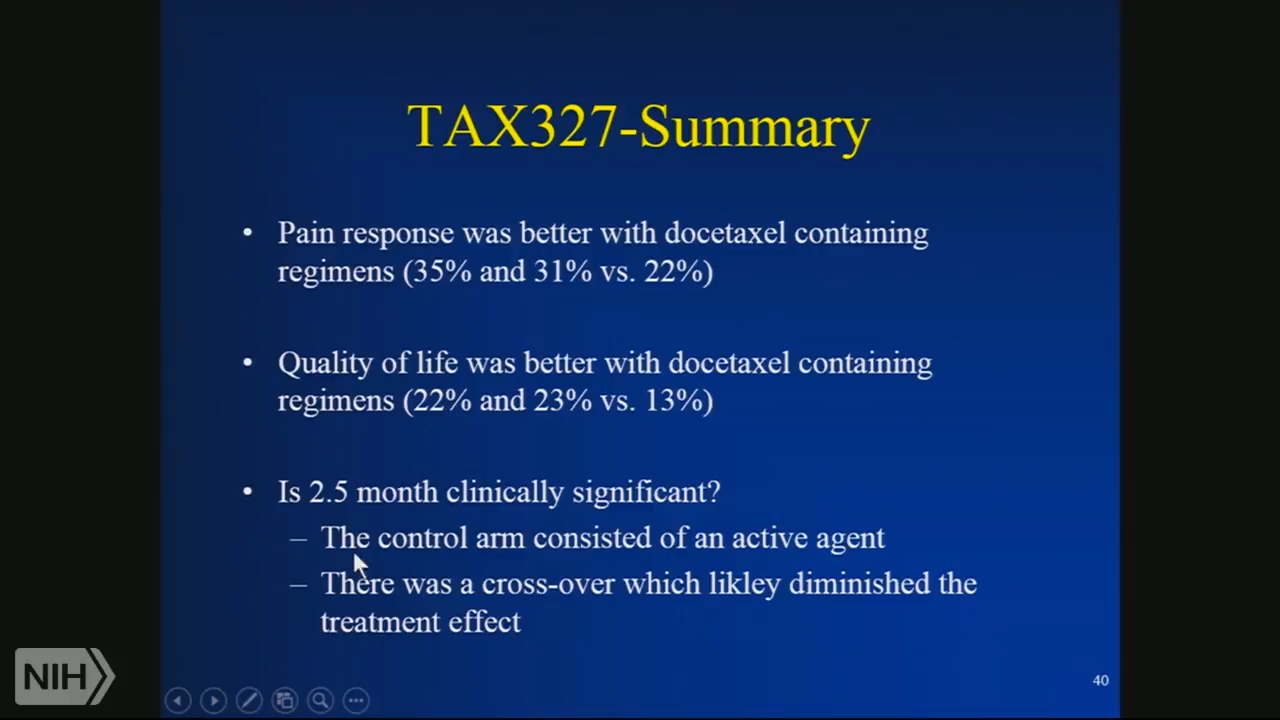 TAX327-Summary
• Pain response was better with docetaxel containing
regimens (35% and 31% vs. 22%)
• Quality of life was better with docetaxel containing
regimens (22% and 23% vs. 13%)
• Is 2.5 month clinically significant?
– The control arm consisted of an active agent
– There was a cross-over which likley diminished the
treatment effect
NIH
40